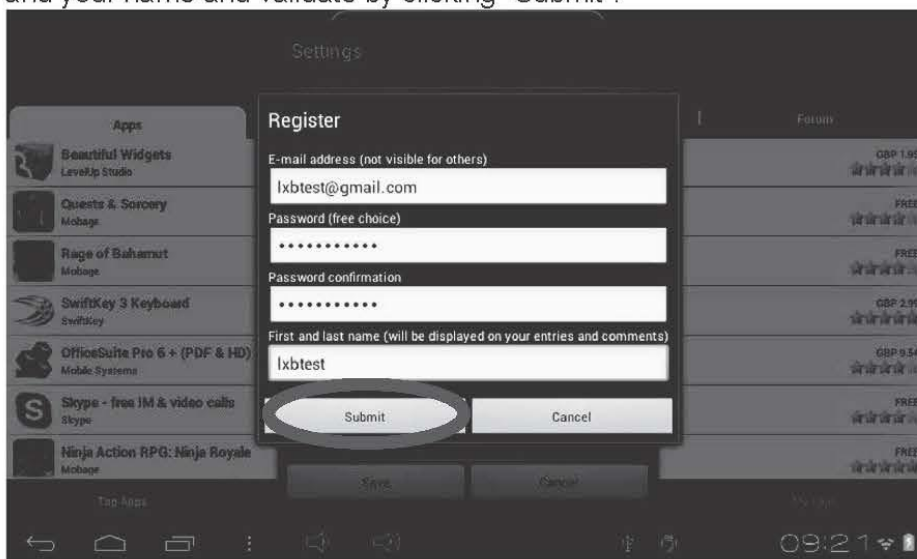 and your name and validate by clicking "Submit".
Settings
Apps
Forum
Register
Beautiful Widgets
LevelUp Studio
GBP 1.99
E-mail address (not visible for others)
lxbtest@gmail.com
Quests & Sorcery
Mobage
FREE
Password (free choice)
•••••••••••
Rage of Bahamut
Mobage
FREE
Password confirmation
•••••••••••
SwiftKey 3 Keyboard
SwiftKey
GBP 2.99
First and last name (will be displayed on your entries and comments)
lxbtest
OfficeSuite Pro 6 + (PDF & HD)
Mobile Systems
GBP 9.54
Skype - free IM & video calls
Skype
FREE
Submit
Cancel
Ninja Action RPG: Ninja Royale
Mobage
FREE
Save
Cancel
Top Apps
09:21